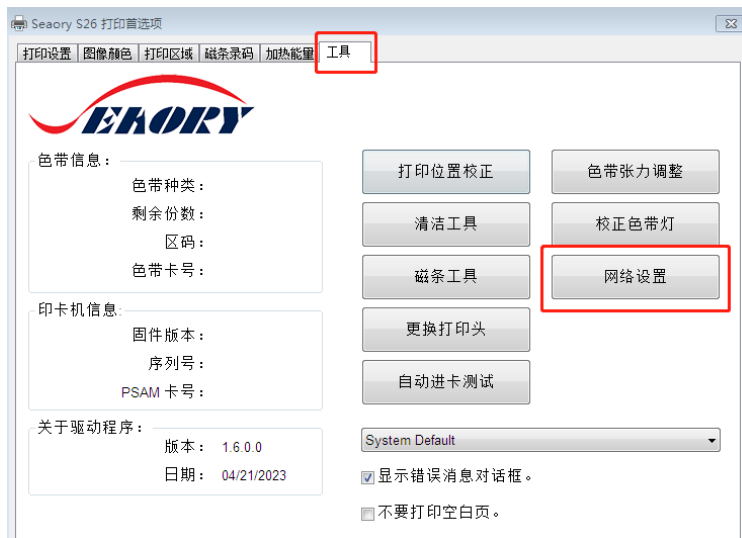 Seaory S26 打印首选项
打印设置 图像颜色 打印区域 磁条录码 加热能量 工具
SEAORY
色带信息：
色带种类：
剩余份数：
区码：
色带卡号：
印卡机信息:
固件版本：
序列号：
PSAM 卡号：
关于驱动程序：
版本： 1.6.0.0
日期： 04/21/2023
打印位置校正 色带张力调整
清洁工具 校正色带灯
磁条工具 网络设置
更换打印头
自动进卡测试
System Default
显示错误消息对话框。
不要打印空白页。